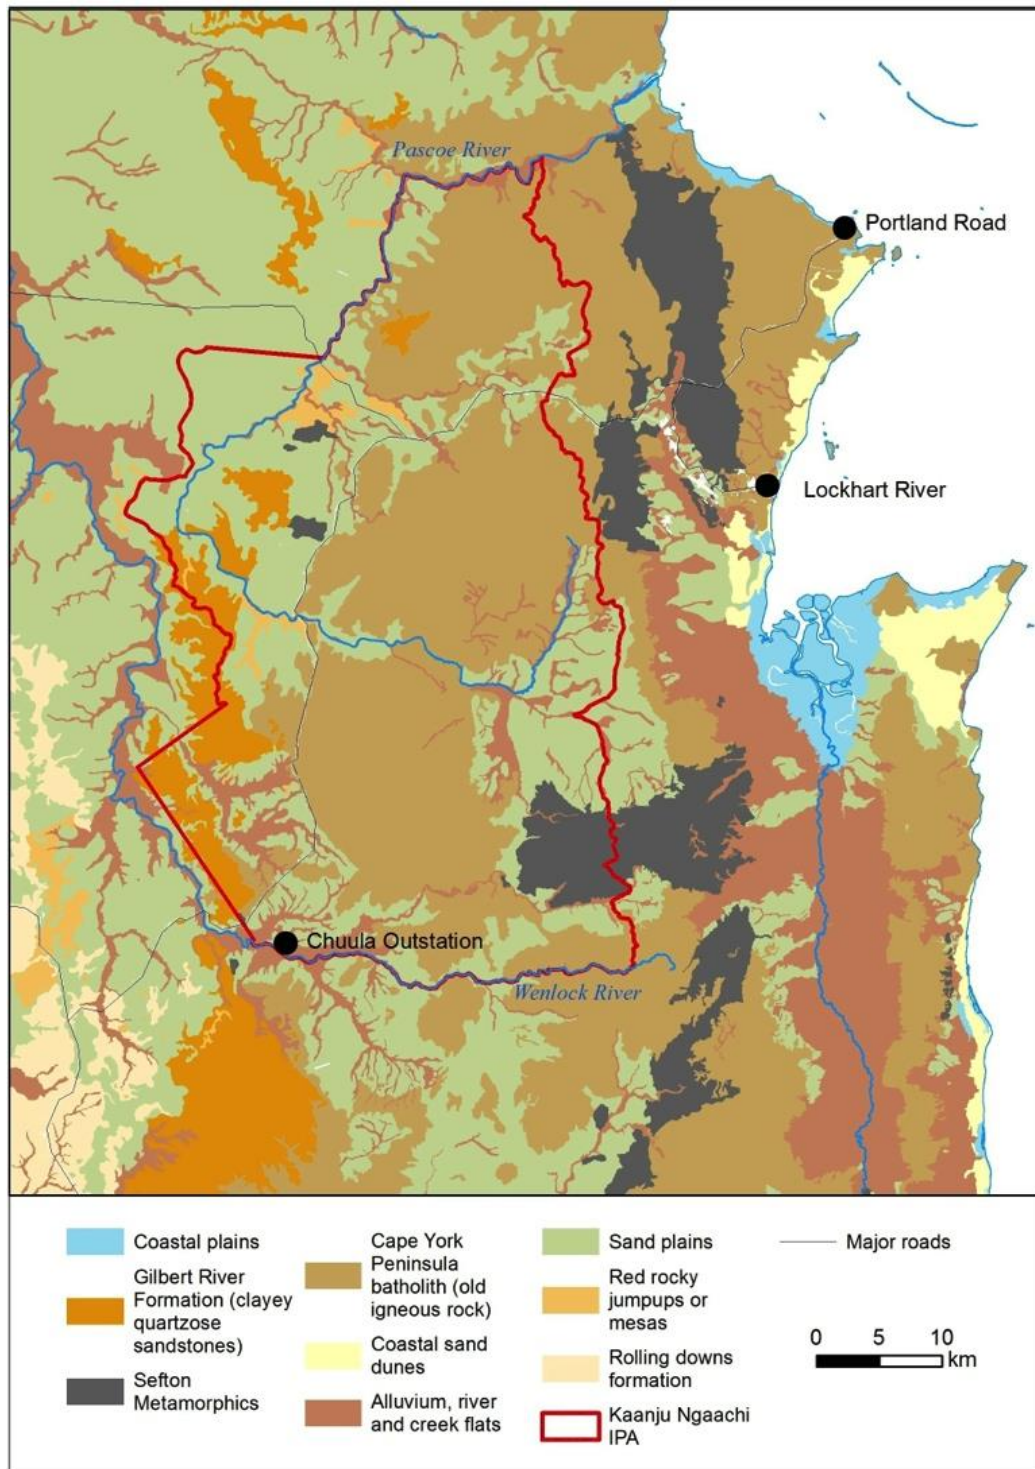 Pascoe River
Portland Road
Lockhart River
Chuula Outstation
Wenlock River
Coastal plains
Gilbert River
Formation (clayey
quartzose
sandstones)
Sefton
Metamorphics
Cape York
Peninsula
batholith (old
igneous rock)
Coastal sand
dunes
Alluvium, river
and creek flats
Sand plains
Red rocky
jumpups or
mesas
Rolling downs
formation
Kaanju Ngaachi
IPA
Major roads
0 5 10
km